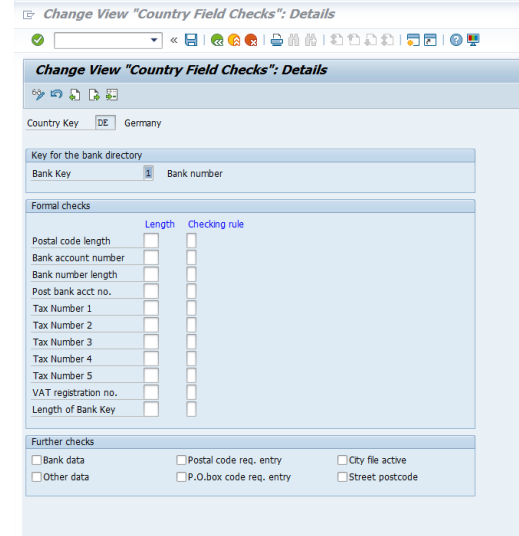 Change View "Country Field Checks": Details
Change View "Country Field Checks": Details
Country Key DE Germany
Key for the bank directory
Bank Key 1 Bank number
Formal checks
Length Checking rule
Postal code length
Bank account number
Bank number length
Post bank acct no.
Tax Number 1
Tax Number 2
Tax Number 3
Tax Number 4
Tax Number 5
VAT registration no.
Length of Bank Key
Further checks
Bank data Postal code req. entry City file active
Other data P.O.box code req. entry Street postcode